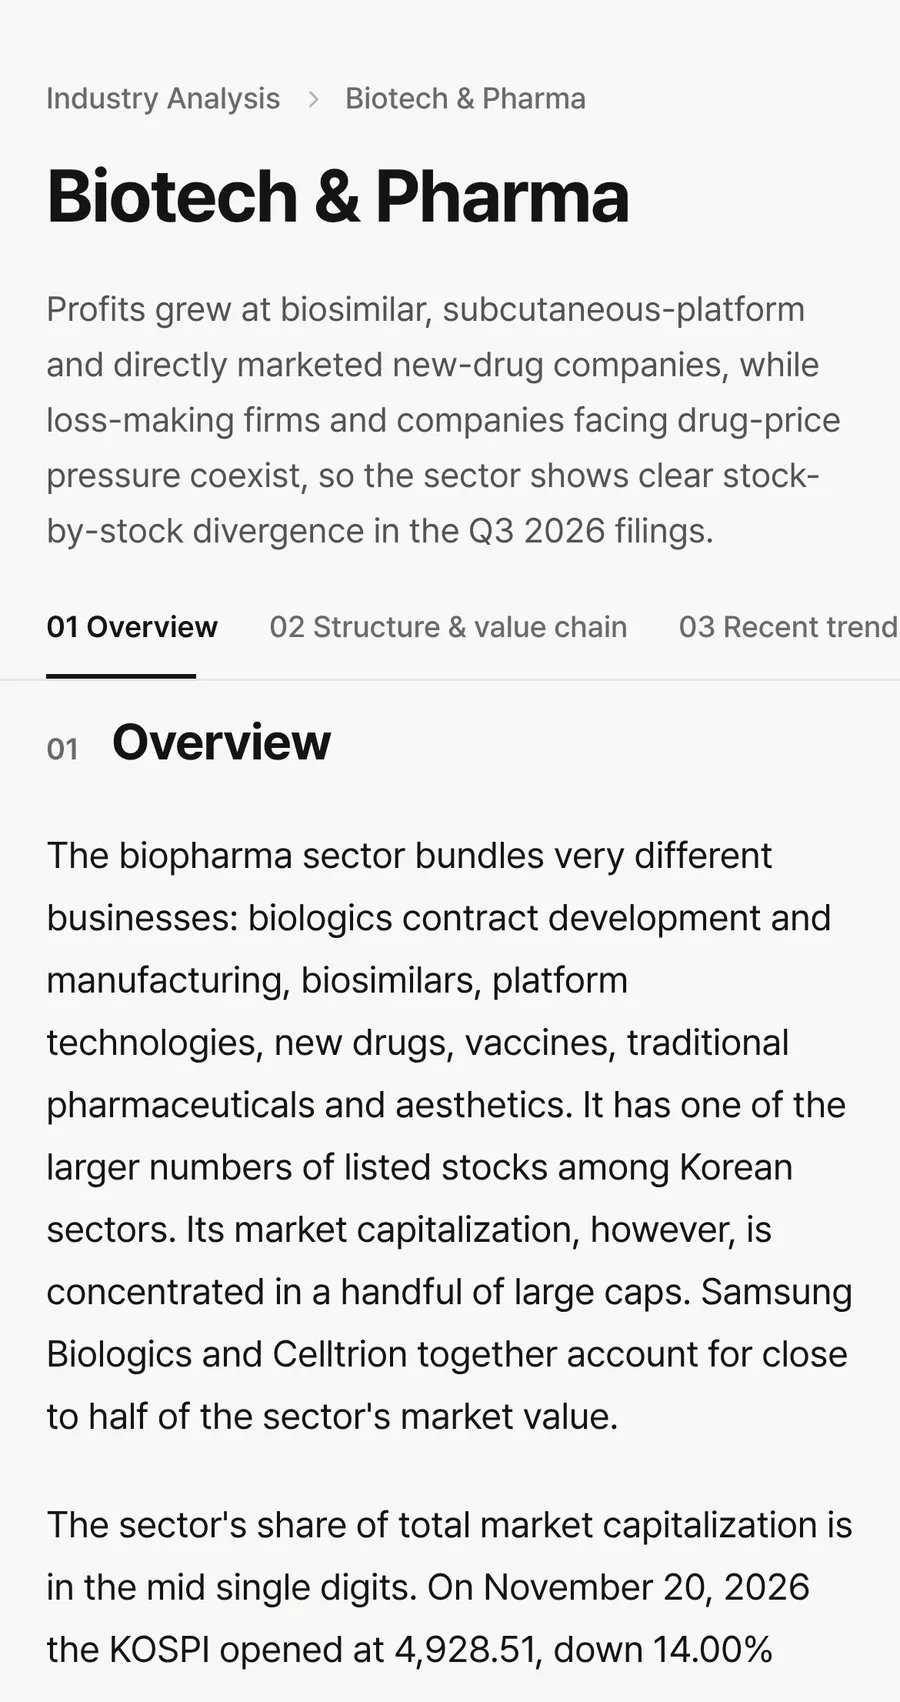 Industry Analysis > Biotech & Pharma
Biotech & Pharma
Profits grew at biosimilar, subcutaneous-platform
and directly marketed new-drug companies, while
loss-making firms and companies facing drug-price
pressure coexist, so the sector shows clear stock-
by-stock divergence in the Q3 2026 filings.
01 Overview 02 Structure & value chain 03 Recent trend
01 Overview
The biopharma sector bundles very different
businesses: biologics contract development and
manufacturing, biosimilars, platform
technologies, new drugs, vaccines, traditional
pharmaceuticals and aesthetics. It has one of the
larger numbers of listed stocks among Korean
sectors. Its market capitalization, however, is
concentrated in a handful of large caps. Samsung
Biologics and Celltrion together account for close
to half of the sector's market value.
The sector's share of total market capitalization is
in the mid single digits. On November 20, 2026
the KOSPI opened at 4,928.51, down 14.00%